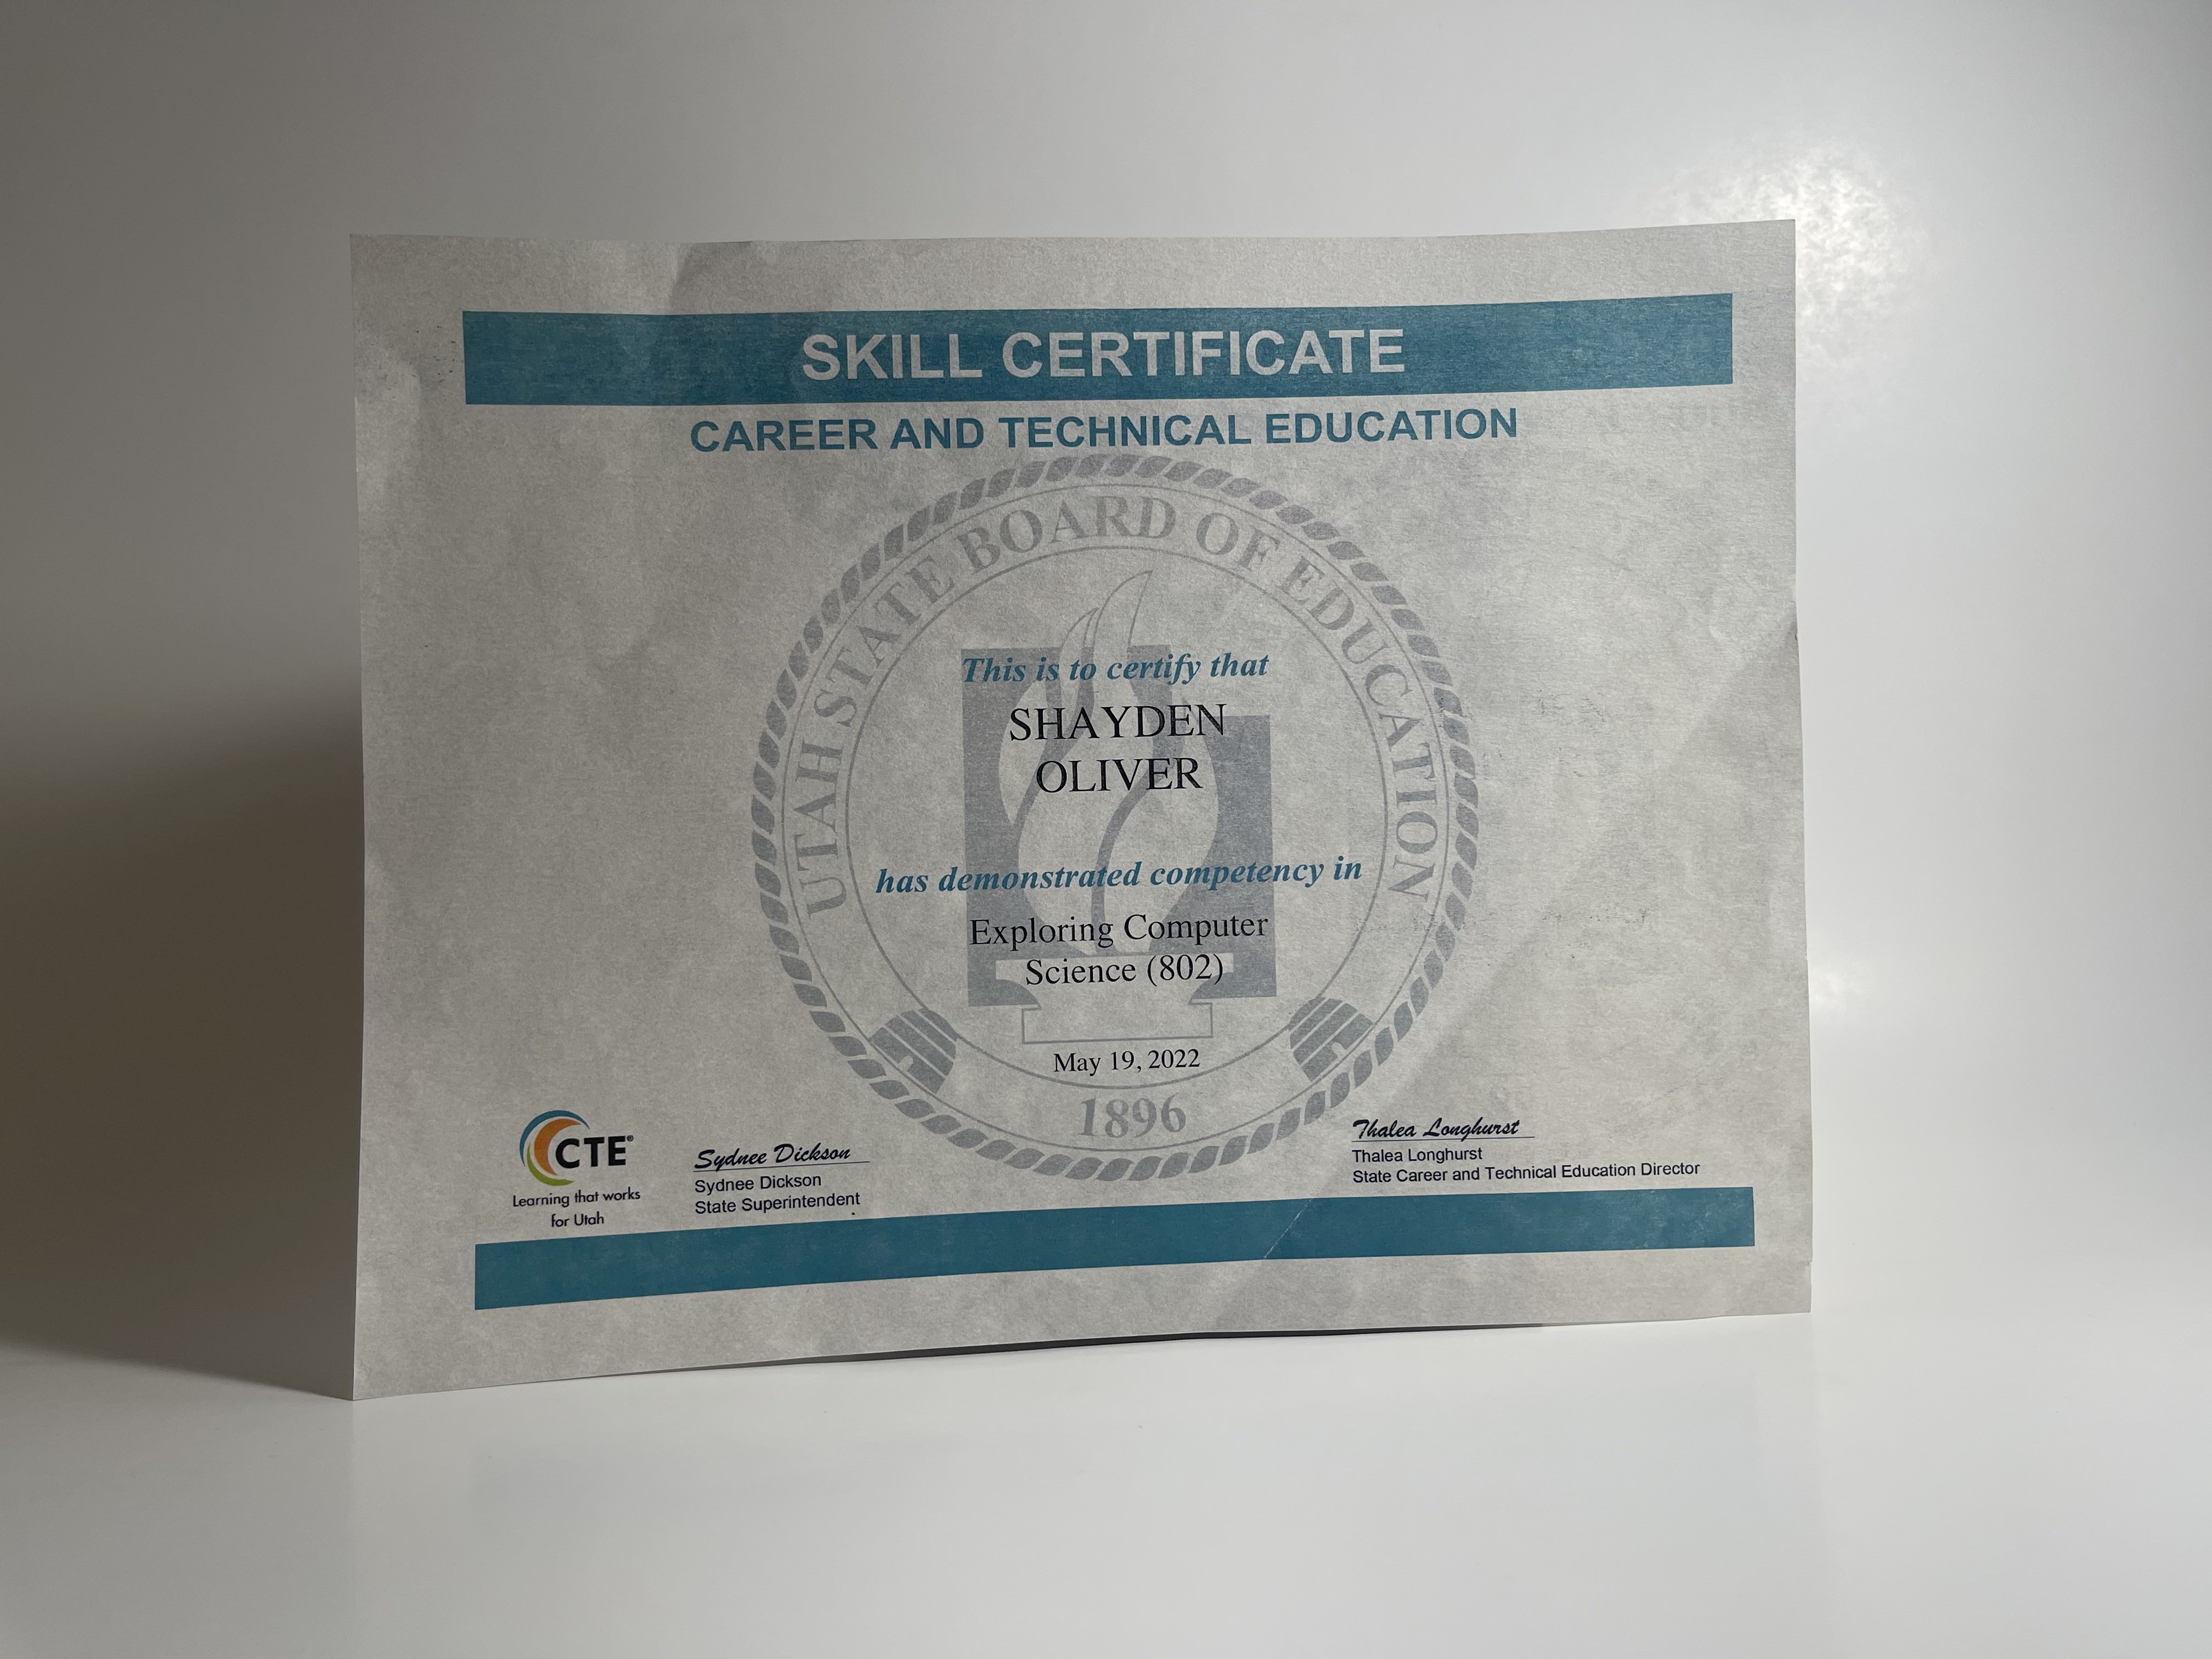 SKILL CERTIFICATE
CAREER AND TECHNICAL EDUCATION
UTAH STATE BOARD OF EDUCATION
This is to certify that
SHAYDEN
OLIVER
has demonstrated competency in
Exploring Computer
Science (802)
May 19, 2022
1896
CTE®
Learning that works
for Utah
Sydnee Dickson
Sydnee Dickson
State Superintendent
Thalea Longhurst
Thalea Longhurst
State Career and Technical Education Director